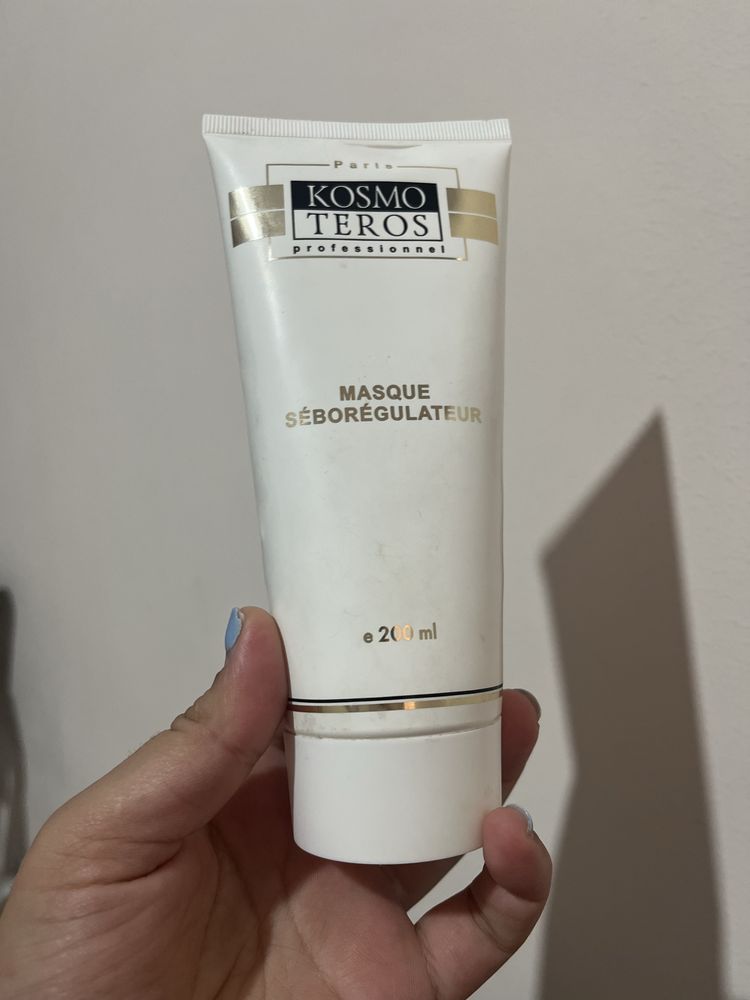 Paris
KOSMO
TEROS
professionnel
MASQUE
SÉBORÉGULATEUR
e 200 ml